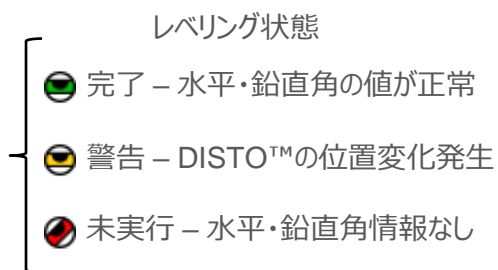 レベリング状態
完了 – 水平・鉛直角の値が正常
警告 – DISTO™の位置変化発生
未実行 – 水平・鉛直角情報なし